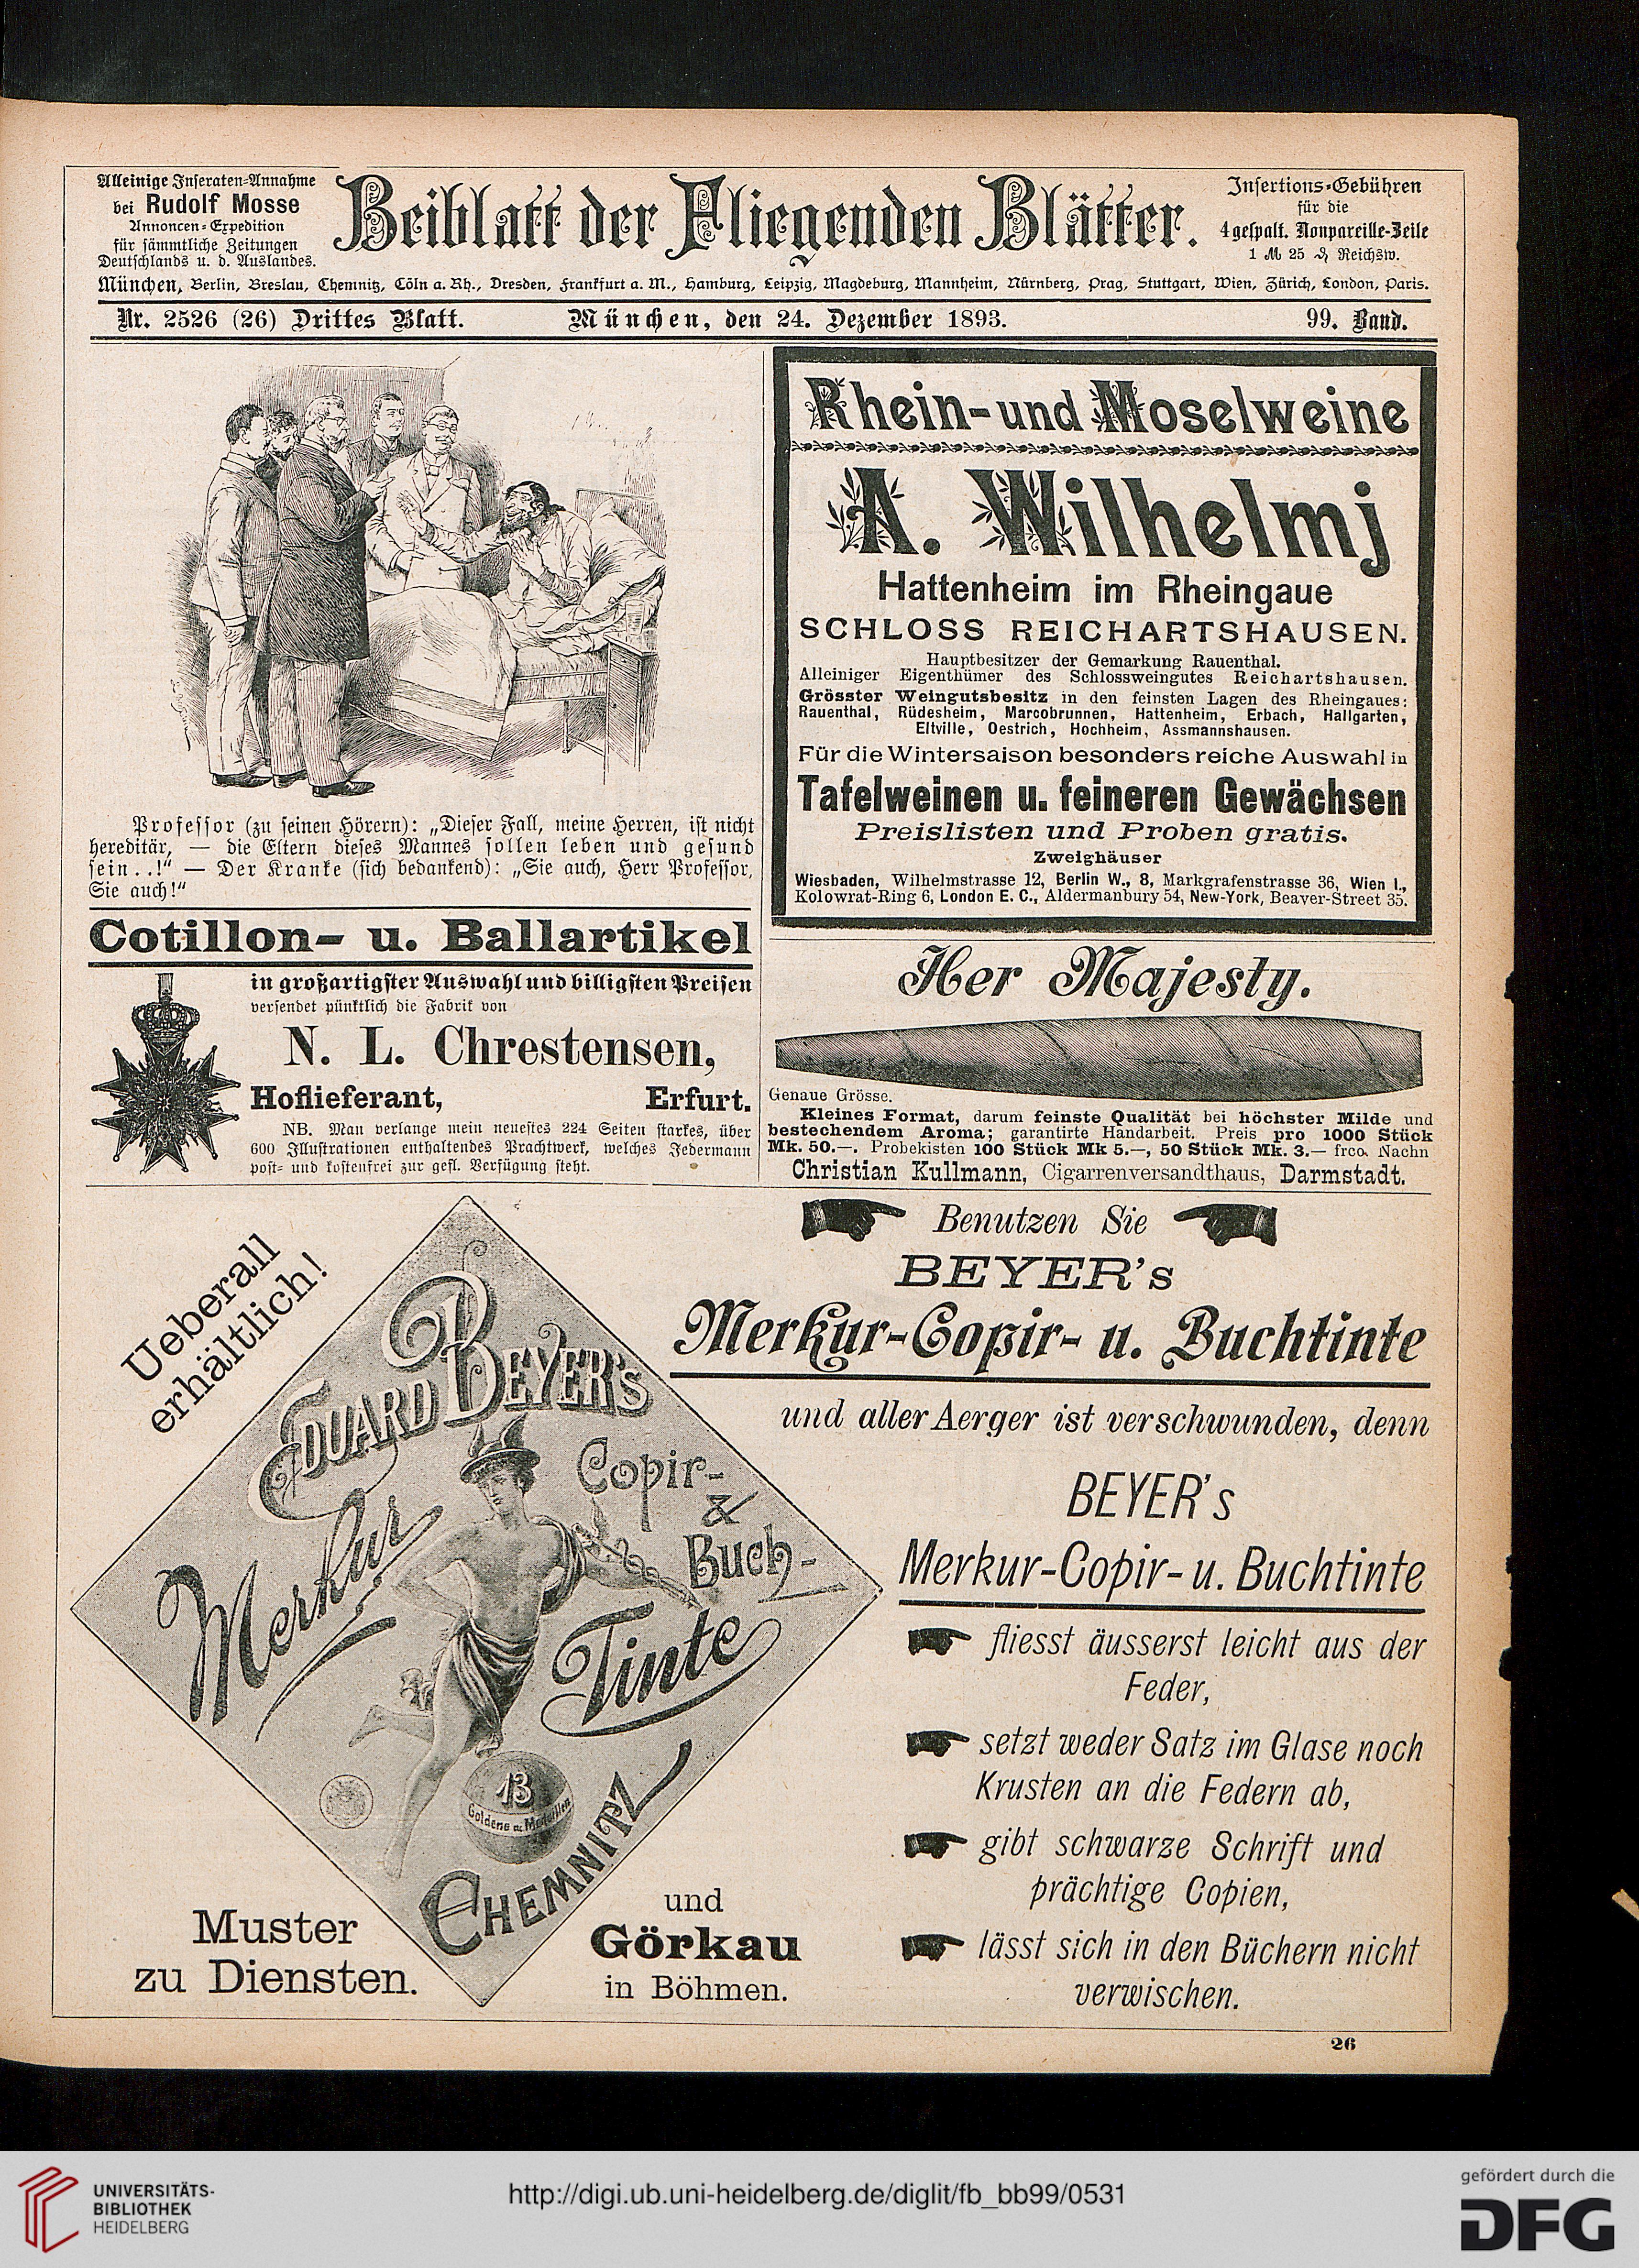 Alleinige Inseraten-Annahme
bei Rudolf Mosse
Annoncen-Expedition
für sämmtliche Zeitungen
Deutschlands u. d. Auslandes.
Beiblatt der Fliegenden Blätter.
Insertions-Gebühren
für die
4 gespalt. Nonpareille-Zeile
1 M 25 ₰ Reichsw.
München, Berlin, Breslau, Chemnitz, Cöln a. Rh., Dresden, Frankfurt a. M., Hamburg, Leipzig, Magdeburg, Mannheim, Nürnberg, Prag, Stuttgart, Wien, Zürich, London, Paris.
Nr. 2526 (26) Drittes Blatt. München, den 24. Dezember 1893. 99. Band.
Professor (zu seinen Hörern): „Dieser Fall, meine Herren, ist nicht
hereditär, — die Eltern dieses Mannes sollen leben und gesund
sein..!" — Der Kranke (sich bedankend): „Sie auch, Herr Professor,
Sie auch!"
Cotillon- u. Ballartikel
in großartigster Auswahl und billigsten Preisen
versendet pünktlich die Fabrik von
N. L. Chrestensen,
Hoflieferant, Erfurt.
NB. Man verlange mein neuestes 224 Seiten starkes, über
600 Illustrationen enthaltendes Prachtwerk, welches Jedermann
post- und kostenfrei zur gefl. Verfügung steht.
Rhein- und Moselweine
A. Wilhelmj
Hattenheim im Rheingaue
SCHLOSS REICHARTSHAUSEN.
Hauptbesitzer der Gemarkung Rauenthal.
Alleiniger Eigenthümer des Schlossweingutes Reichartshausen.
Grösster Weingutsbesitz in den feinsten Lagen des Rheingaues:
Rauenthal, Rüdesheim, Marcobrunnen, Hattenheim, Erbach, Hallgarten,
Eltville, Oestrich, Hochheim, Assmannshausen.
Für die Wintersaison besonders reiche Auswahl in
Tafelweinen u. feineren Gewächsen
Preislisten und Proben gratis.
Zweighäuser
Wiesbaden, Wilhelmstrasse 12, Berlin W., 8, Markgrafenstrasse 36, Wien I.,
Kolowrat-Ring 6, London E. C., Aldermanbury 54, New-York, Beaver-Street 35.
Her Majesty.
Genaue Grösse.
Kleines Format, darum feinste Qualität bei höchster Milde und
bestechendem Aroma; garantirte Handarbeit. Preis pro 1000 Stück
Mk. 50.—. Probekisten 100 Stück Mk 5.—, 50 Stück Mk. 3.— frco. Nachn
Christian Kullmann, Cigarrenversandthaus, Darmstadt.
Ueberall
erhältlich!
EDUARD BEYER'S
Merkur
Copir-
&
Buch-
Tinte
13
Goldene u. Medaillen
CHEMNITZ
Muster
zu Diensten.
und
Görkau
in Böhmen.
Benutzen Sie
BEYER's
Merkur-Copir- u. Buchtinte
und aller Aerger ist verschwunden, denn
BEYER's
Merkur-Copir- u. Buchtinte
fliesst äusserst leicht aus der
Feder,
setzt weder Satz im Glase noch
Krusten an die Federn ab,
gibt schwarze Schrift und
prächtige Copien,
lässt sich in den Büchern nicht
verwischen.
26
UNIVERSITÄTS-
BIBLIOTHEK
HEIDELBERG
http://digi.ub.uni-heidelberg.de/diglit/fb_bb99/0531
gefördert durch die
DFG